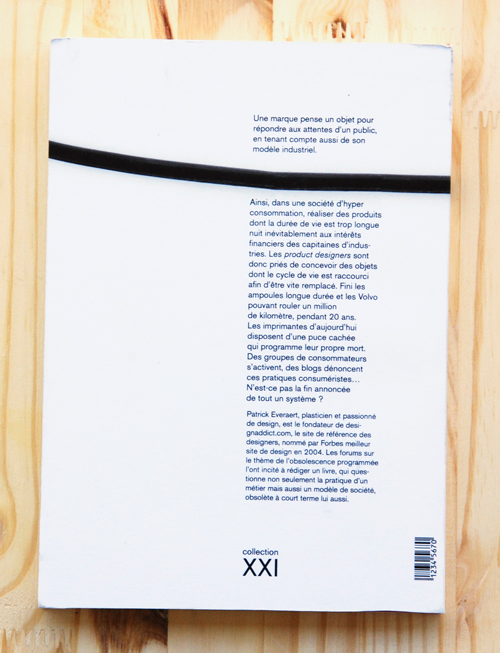 Une marque pense un objet pour
répondre aux attentes d'un public,
en tenant compte aussi de son
modèle industriel.
Ainsi, dans une société d'hyper
consommation, réaliser des produits
dont la durée de vie est trop longue
nuit inévitablement aux intérêts
financiers des capitaines d'indus-
tries. Les product designers sont
donc priés de concevoir des objets
dont le cycle de vie est raccourci
afin d'être vite remplacé. Fini les
ampoules longue durée et les Volvo
pouvant rouler un million
de kilomètre, pendant 20 ans.
Les imprimantes d'aujourd'hui
disposent d'une puce cachée
qui programme leur propre mort.
Des groupes de consommateurs
s'activent, des blogs dénoncent
ces pratiques consuméristes...
N'est-ce pas la fin annoncée
de tout un système ?
Patrick Everaert, plasticien et passionné
de design, est le fondateur de desi-
gnaddict.com, le site de référence des
designers, nommé par Forbes meilleur
site de design en 2004. Les forums sur
le thème de l'obsolescence programmée
l'ont incité à rédiger un livre, qui ques-
tionne non seulement la pratique d'un
métier mais aussi un modèle de société,
obsolète à court terme lui aussi.
collection
XXI
1234 5670